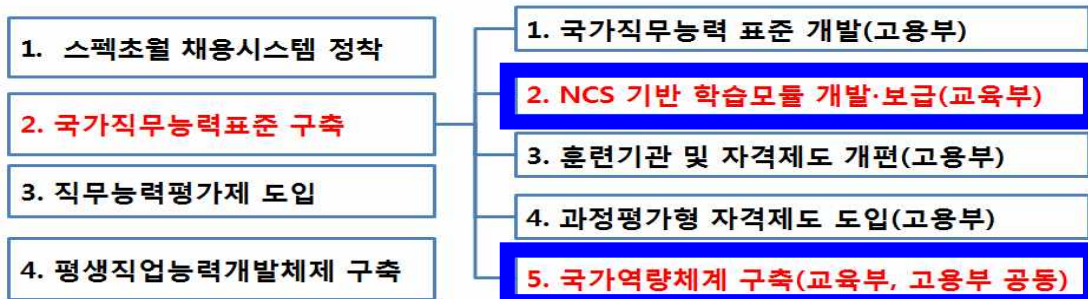 1. 스펙초월 채용시스템 정착
2. 국가직무능력표준 구축
3. 직무능력평가제 도입
4. 평생직업능력개발체제 구축
1. 국가직무능력 표준 개발(고용부)
2. NCS 기반 학습모듈 개발·보급(교육부)
3. 훈련기관 및 자격제도 개편(고용부)
4. 과정평가형 자격제도 도입(고용부)
5. 국가역량체계 구축(교육부, 고용부 공동)